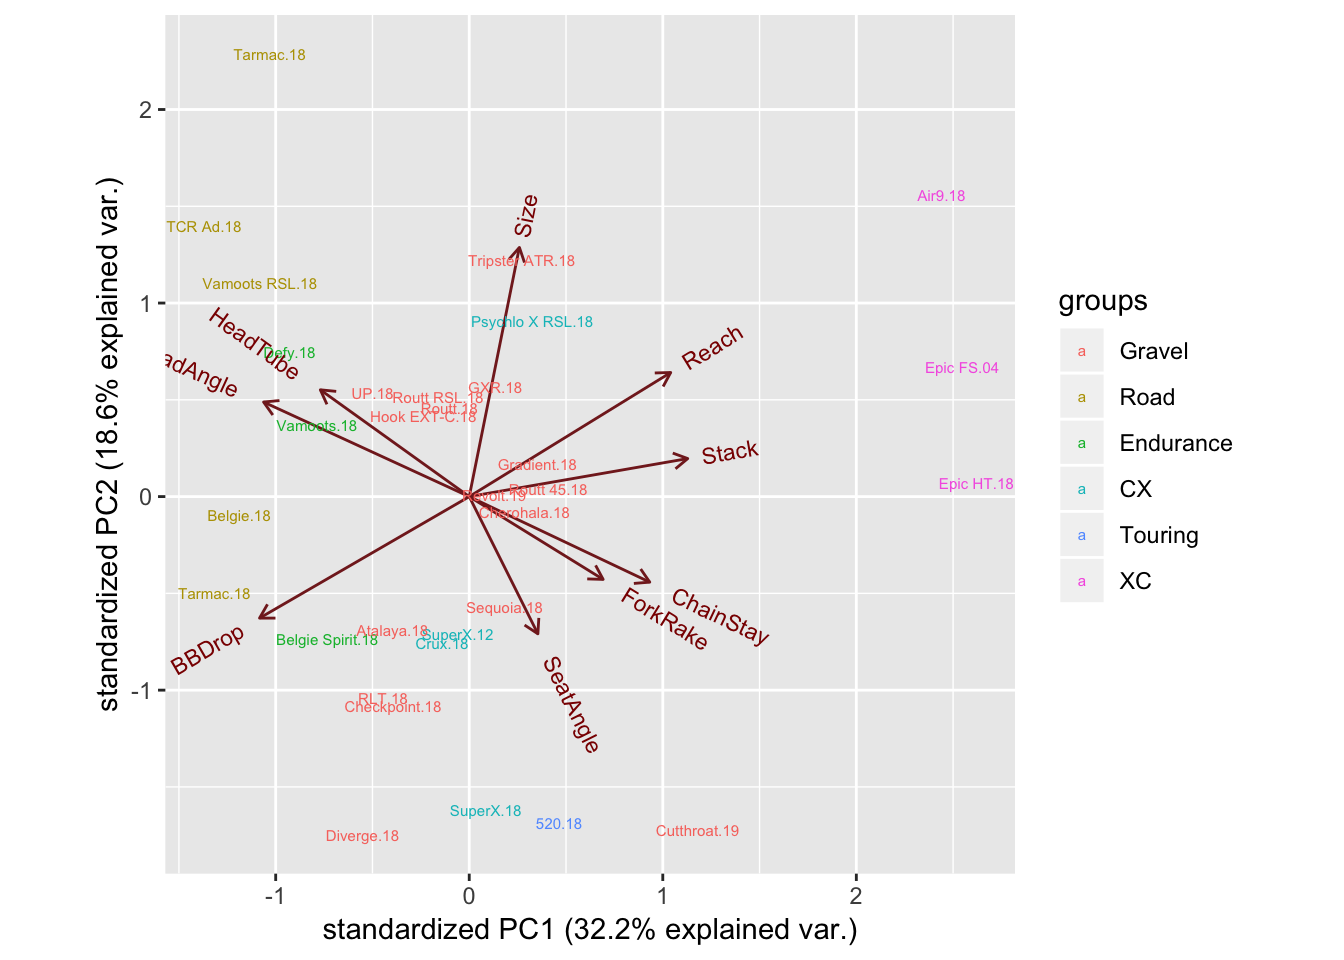 Tarmac.18
2
Air9.18
Size
TCR Ad.18
Tripster ATR.18
Vamoots RSL.18
1
HeadTube
Psychlo X RSL.18
Reach
Defy.18
adAngle
Epic FS.04
UP.18
GXR.18
Routt RSL.18
Routt.18
Hook EXT-C.18
Vamoots.18
Stack
Gradient.18
Epic HT.18
Routt 45.18
0
Revolt.19
Cherohala.18
Belgie.18
Tarmac.18
ChainStay
ForkRake
Sequoia.18
Atalaya.18
SuperX.12
BBDrop
Belgie Spirit.18
Crux.18
SeatAngle
-1
RLT.18
Checkpoint.18
SuperX.18
520.18
Cutthroat.19
Diverge.18
-1 0 1 2
standardized PC1 (32.2% explained var.)
standardized PC2 (18.6% explained var.)
groups
a Gravel
a Road
a Endurance
a CX
a Touring
a XC